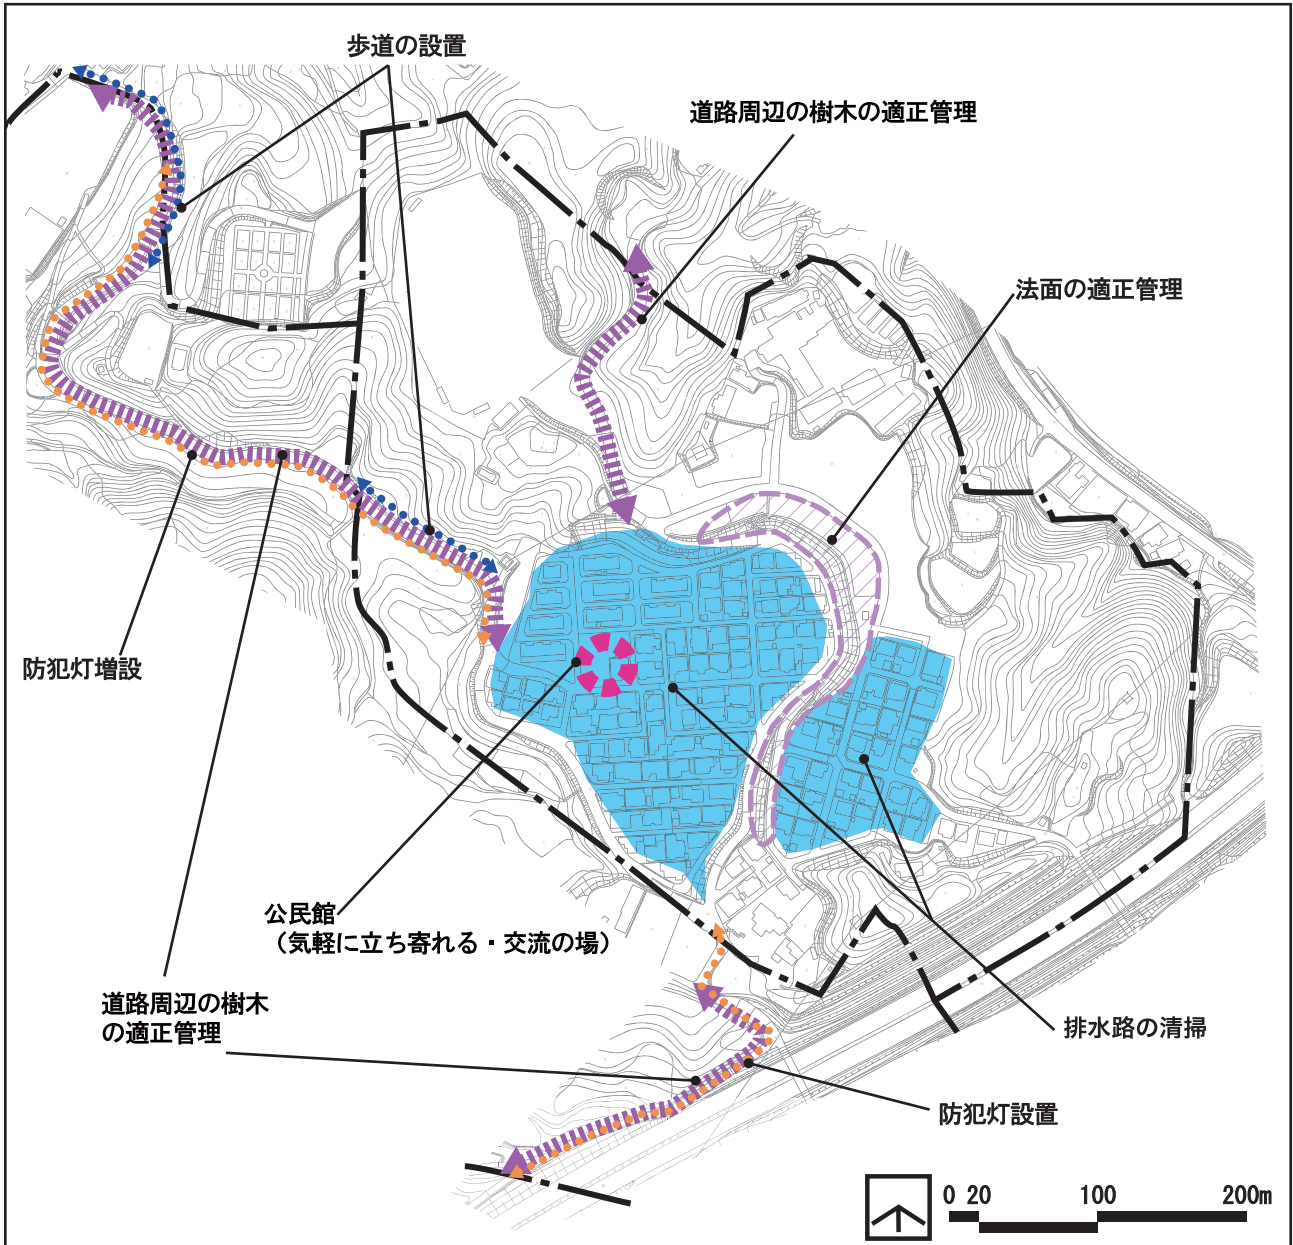 歩道の設置
道路周辺の樹木の適正管理
法面の適正管理
防犯灯増設
公民館
（気軽に立ち寄れる・交流の場）
道路周辺の樹木
の適正管理
排水路の清掃
防犯灯設置
0 20 100 200m